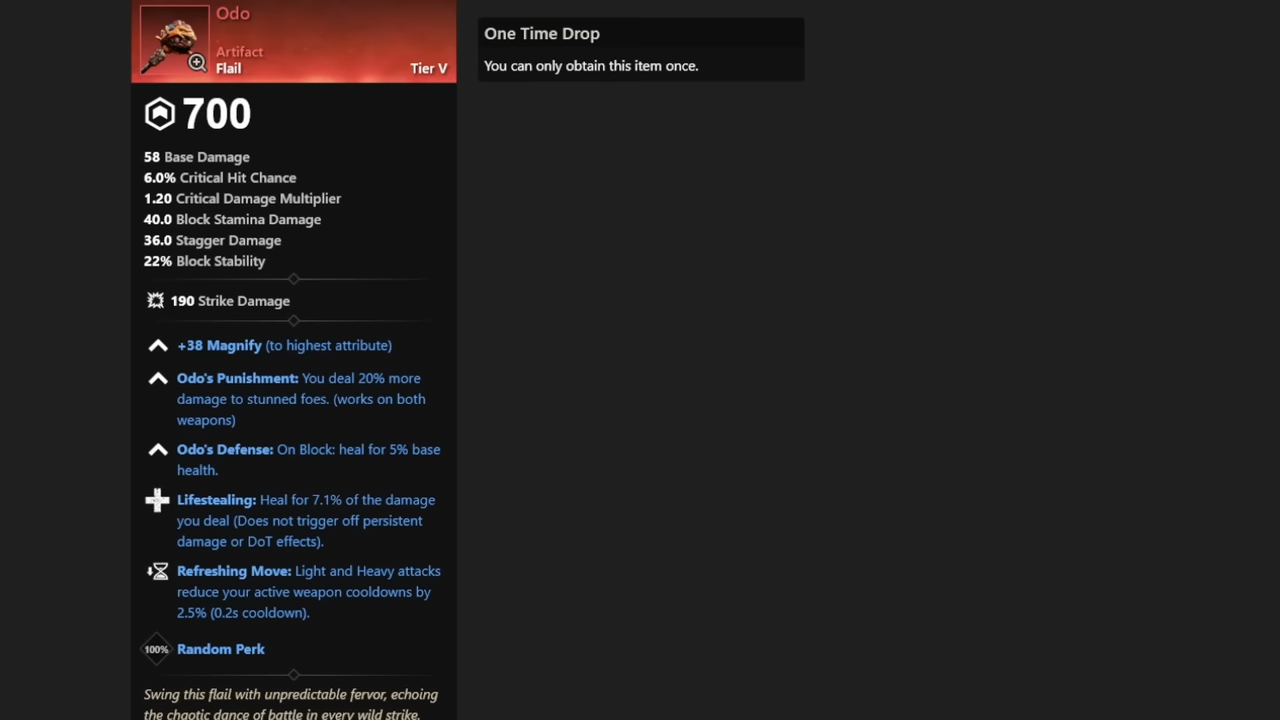 Odo
Artifact
Flail
Tier V
700
58 Base Damage
6.0% Critical Hit Chance
1.20 Critical Damage Multiplier
40.0 Block Stamina Damage
36.0 Stagger Damage
22% Block Stability
190 Strike Damage
+38 Magnify (to highest attribute)
Odo's Punishment: You deal 20% more
damage to stunned foes. (works on both
weapons)
Odo's Defense: On Block: heal for 5% base
health.
Lifestealing: Heal for 7.1% of the damage
you deal (Does not trigger off persistent
damage or DoT effects).
Refreshing Move: Light and Heavy attacks
reduce your active weapon cooldowns by
2.5% (0.2s cooldown).
100% Random Perk
Swing this flail with unpredictable fervor, echoing
the chaotic dance of battle in every wild strike.
One Time Drop
You can only obtain this item once.